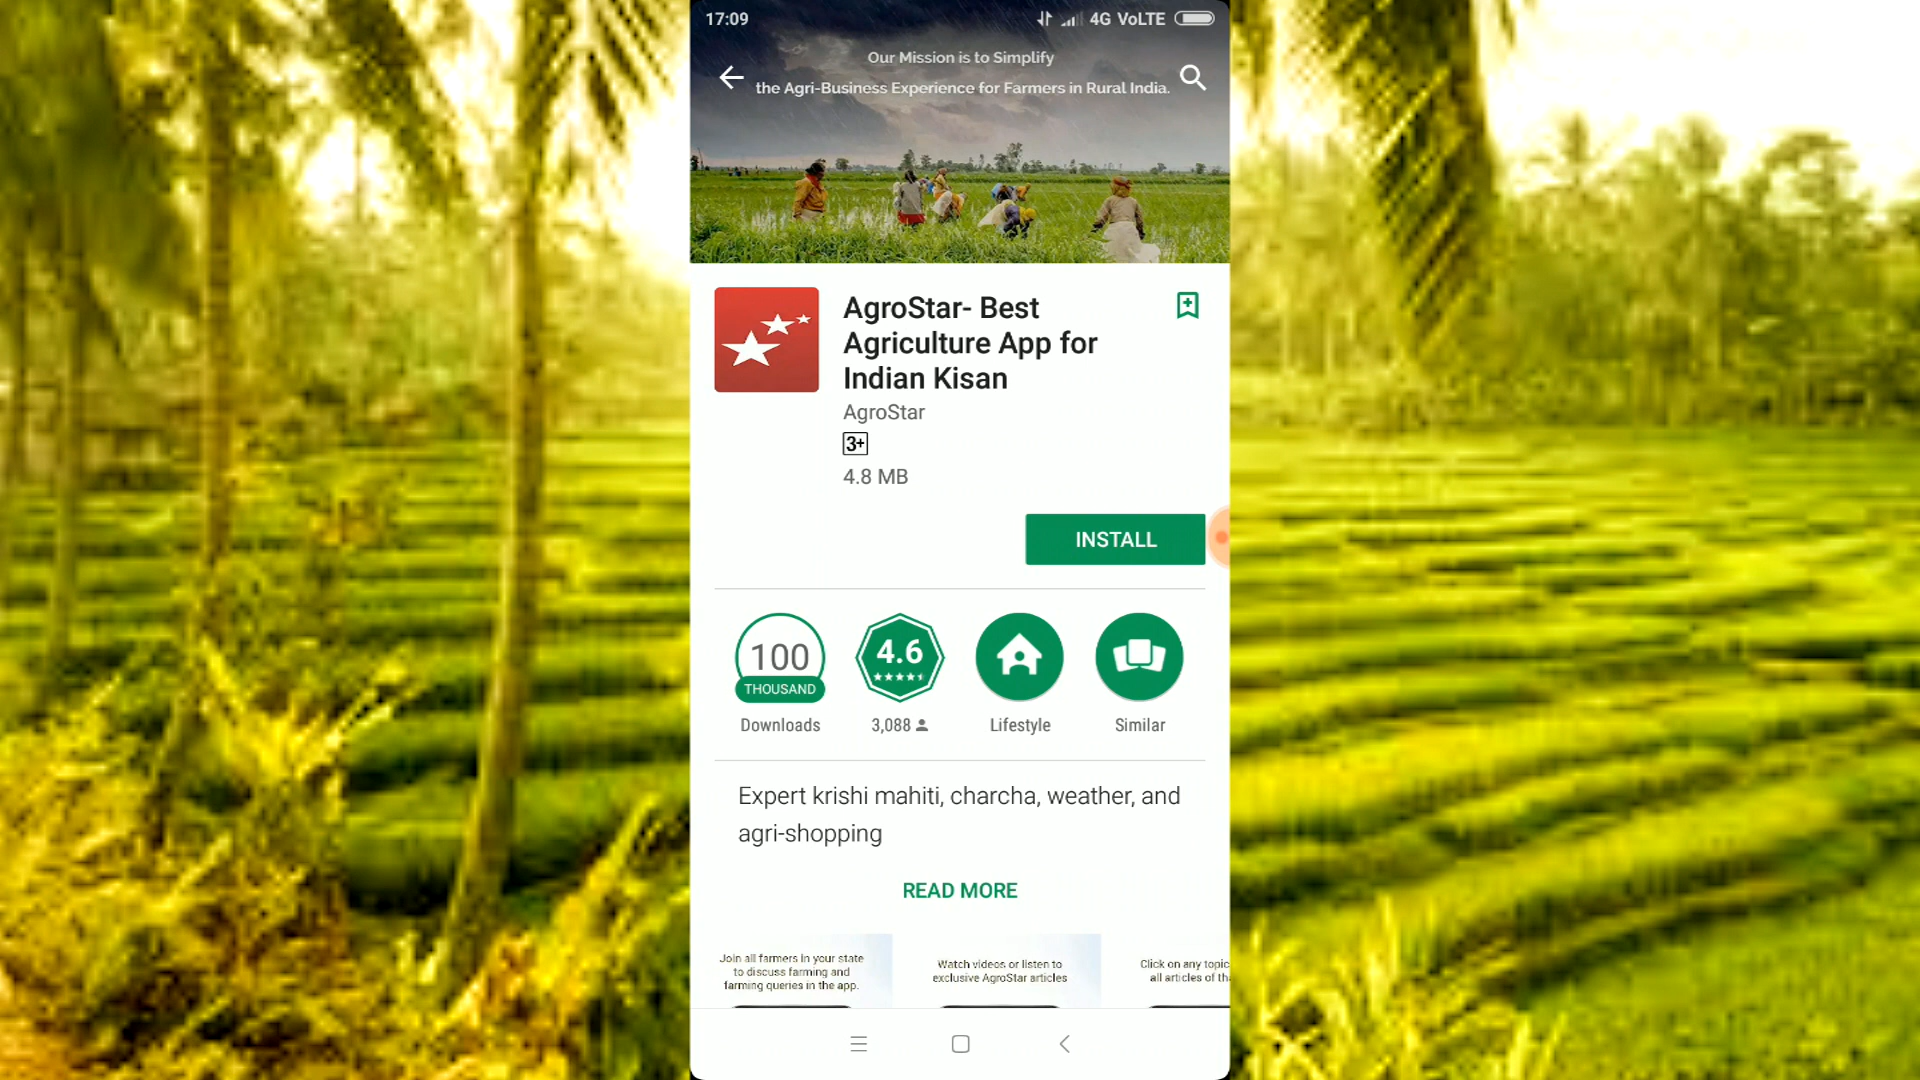 17:09
4G VoLTE
Our Mission is to Simplify
the Agri-Business Experience for Farmers in Rural India.
AgroStar- Best
Agriculture App for
Indian Kisan
AgroStar
3+
4.8 MB
INSTALL
100
THOUSAND
Downloads
4.6
3,088
Lifestyle
Similar
Expert krishi mahiti, charcha, weather, and
agri-shopping
READ MORE
Join all farmers in your state
to discuss farming and
farming queries in the app.
Watch videos or listen to
exclusive AgroStar articles
Click on any topic
all articles of